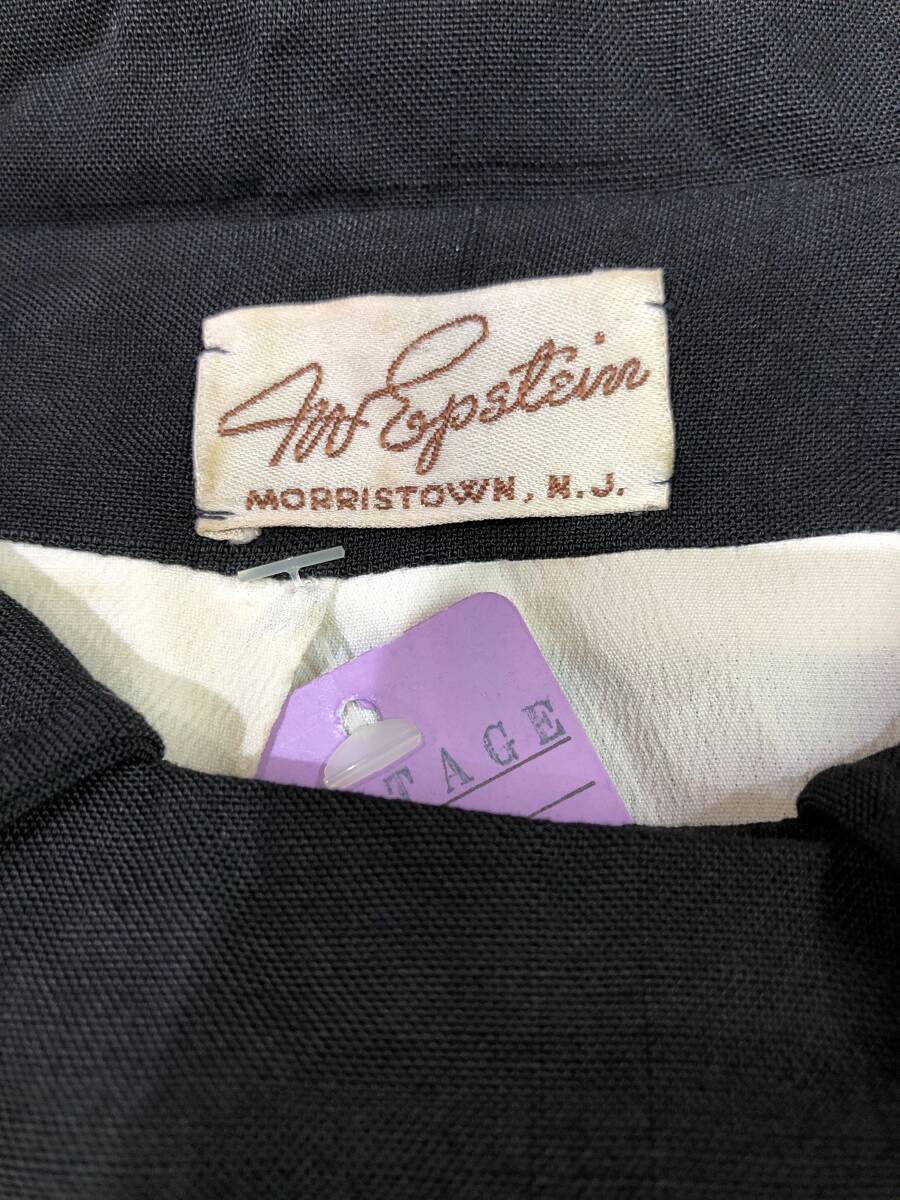 M Epstein
MORRISTOWN, N.J.
TAGE